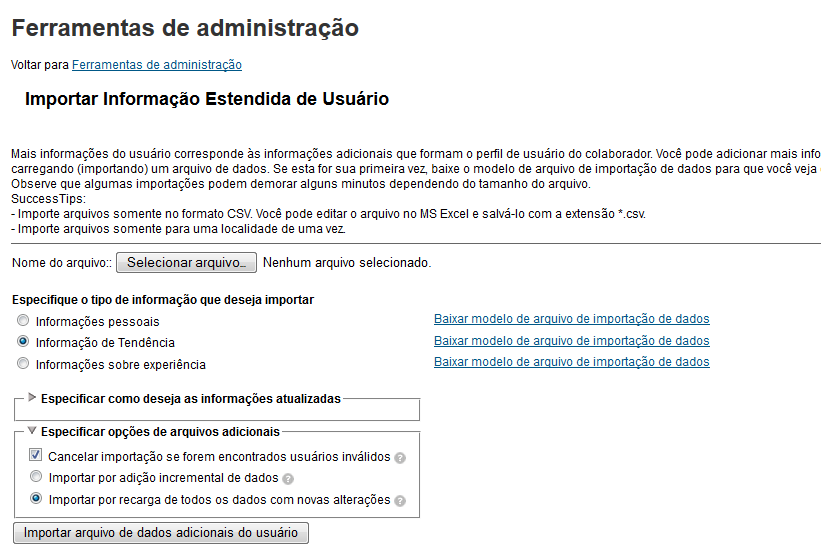 Ferramentas de administração
Voltar para Ferramentas de administração
Importar Informação Estendida de Usuário
Mais informações do usuário corresponde às informações adicionais que formam o perfil de usuário do colaborador. Você pode adicionar mais info
carregando (importando) um arquivo de dados. Se esta for sua primeira vez, baixe o modelo de arquivo de importação de dados para que você veja
Observe que algumas importações podem demorar alguns minutos dependendo do tamanho do arquivo.
SuccessTips:
- Importe arquivos somente no formato CSV. Você pode editar o arquivo no MS Excel e salvá-lo com a extensão *.csv.
- Importe arquivos somente para uma localidade de uma vez.
Nome do arquivo:: Selecionar arquivo... Nenhum arquivo selecionado.
Especifique o tipo de informação que deseja importar
Informações pessoais Baixar modelo de arquivo de importação de dados
Informação de Tendência Baixar modelo de arquivo de importação de dados
Informações sobre experiência Baixar modelo de arquivo de importação de dados
Especificar como deseja as informações atualizadas
Especificar opções de arquivos adicionais
Cancelar importação se forem encontrados usuários inválidos ?
Importar por adição incremental de dados ?
Importar por recarga de todos os dados com novas alterações ?
Importar arquivo de dados adicionais do usuário